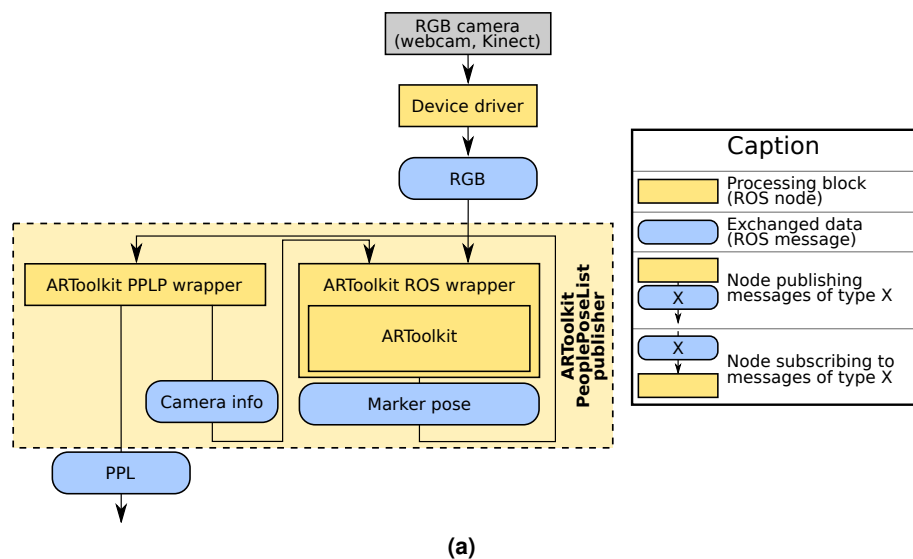 RGB camera
(webcam, Kinect)
Device driver
RGB
ARToolkit PPLP wrapper
ARToolkit ROS wrapper
ARToolkit
Camera info
Marker pose
ARToolkit
PeoplePoseList
publisher
PPL
Caption
Processing block
(ROS node)
Exchanged data
(ROS message)
X
Node publishing
messages of type X
X
Node subscribing to
messages of type X
(a)